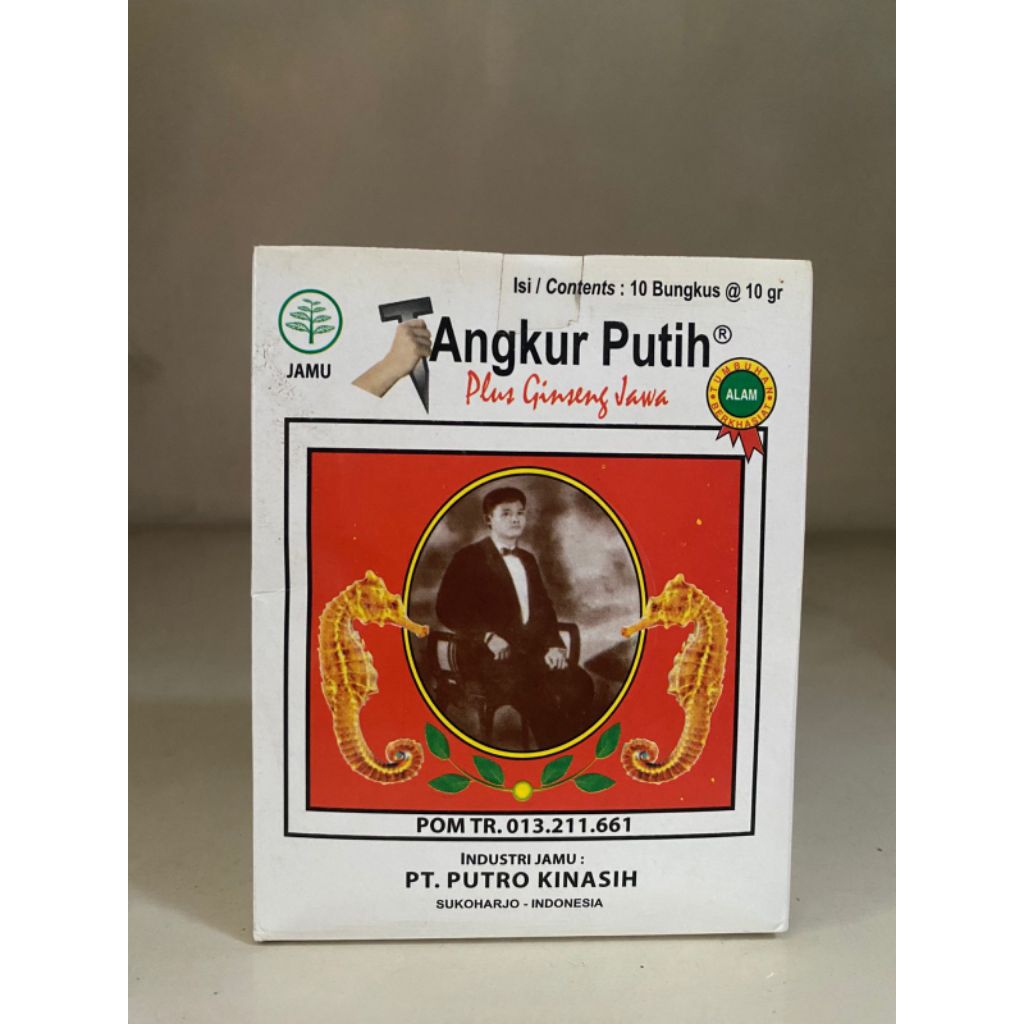 Isi / Contents : 10 Bungkus @ 10 gr
JAMU
TAngkur Putih®
Plus Ginseng Jawa
TUMBUHAN
ALAM
BERKHASIAT
POM TR. 013.211.661
INDUSTRI JAMU :
PT. PUTRO KINASIH
SUKOHARJO - INDONESIA